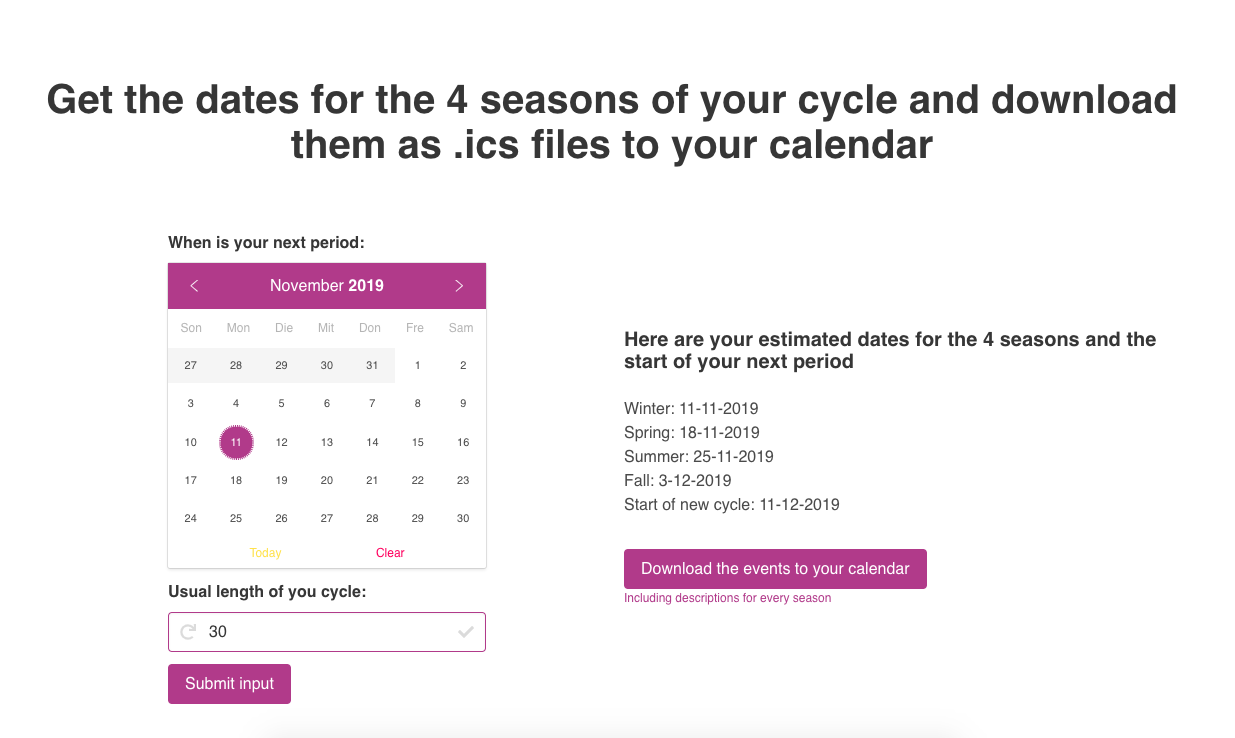 Get the dates for the 4 seasons of your cycle and download
them as .ics files to your calendar
When is your next period:
November 2019
Son Mon Die Mit Don Fre Sam
27 28 29 30 31 1 2
3 4 5 6 7 8 9
10 11 12 13 14 15 16
17 18 19 20 21 22 23
24 25 26 27 28 29 30
Today Clear
Usual length of you cycle:
30
Submit input
Here are your estimated dates for the 4 seasons and the
start of your next period
Winter: 11-11-2019
Spring: 18-11-2019
Summer: 25-11-2019
Fall: 3-12-2019
Start of new cycle: 11-12-2019
Download the events to your calendar
Including descriptions for every season